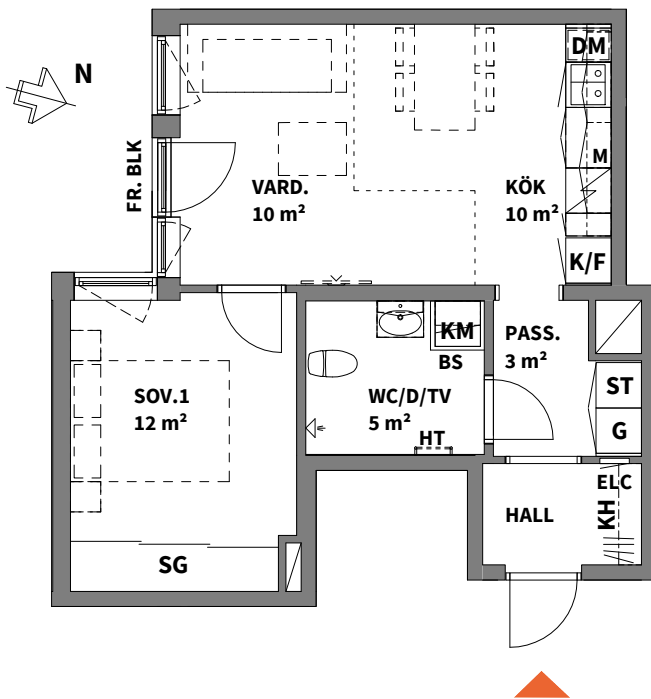 N
DM
FR. BLK
VARD.
10 m²
KÖK
10 m²
M
K/F
KM
BS
PASS.
3 m²
SOV.1
12 m²
WC/D/TV
5 m²
HT
ST
G
ELC
KH
HALL
SG